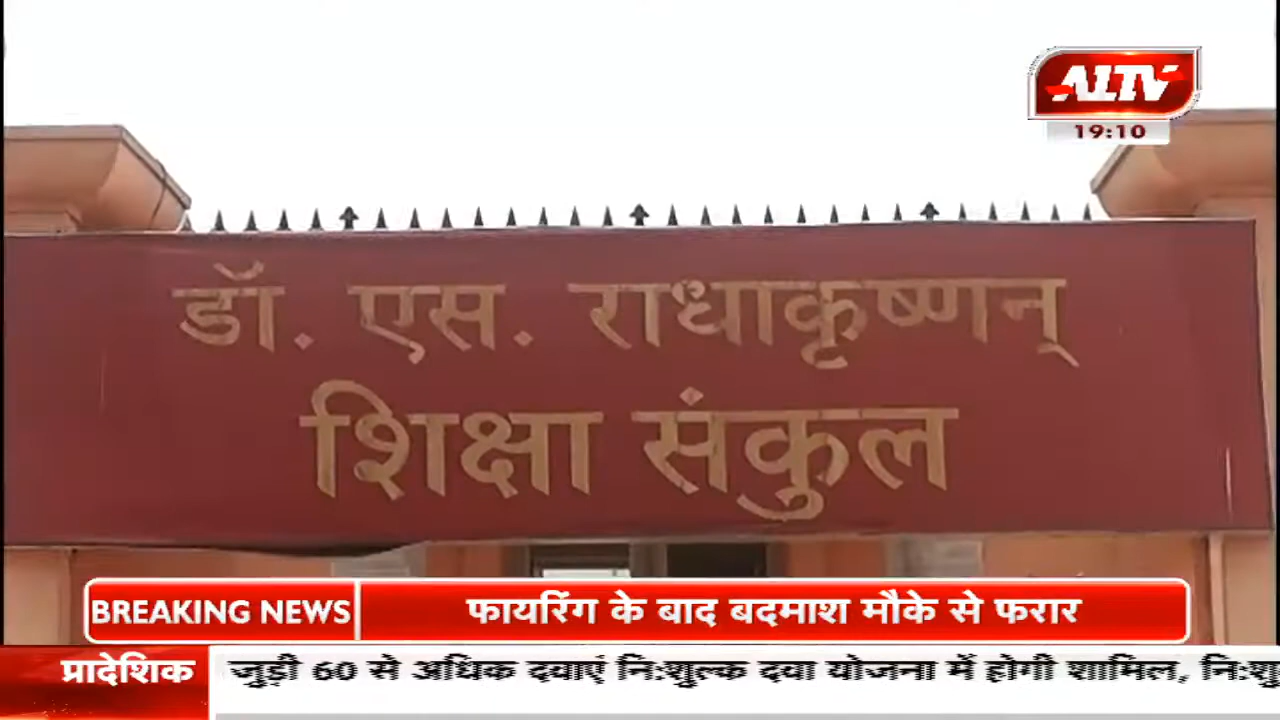 ALTV
19:10
डॉ. एस. राधाकृष्णन्
शिक्षा संकुल
BREAKING NEWS फायरिंग के बाद बदमाश मौके से फरार
प्रादेशिक जुड़ी 60 से अधिक दवाएं नि:शुल्क दवा योजना में होगी शामिल, नि:शु